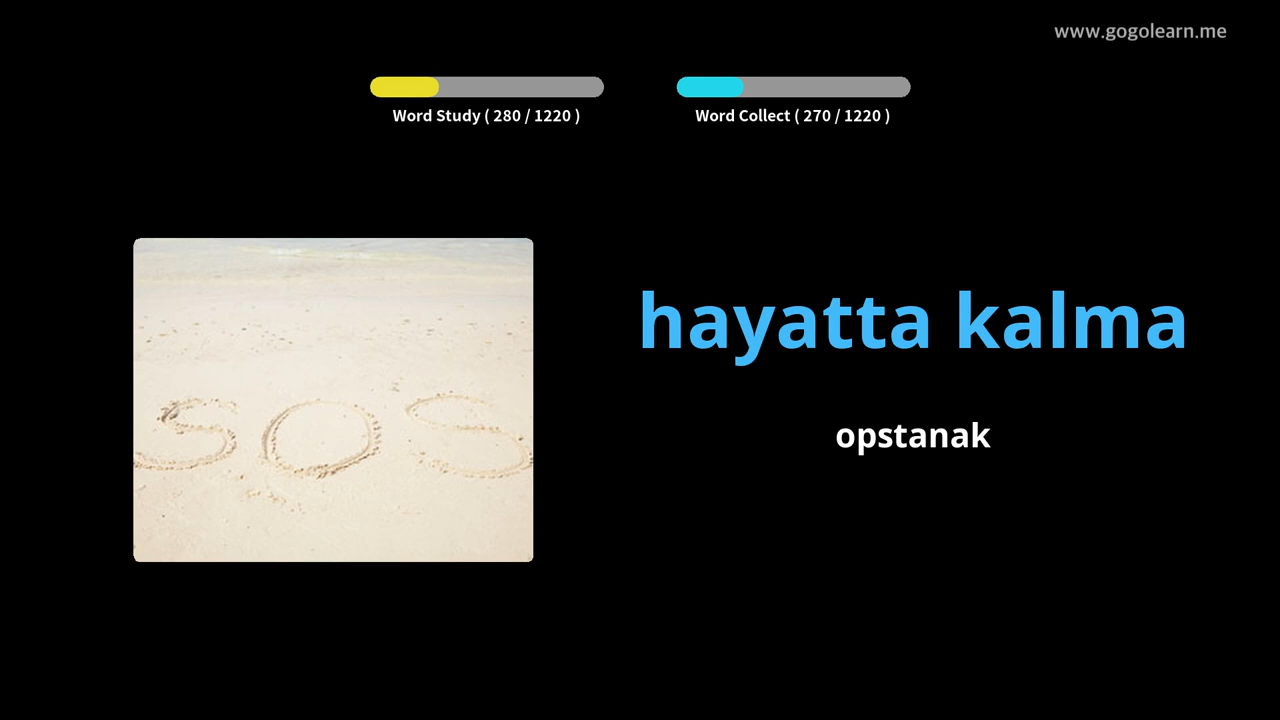 www.gogolearn.me
Word Study ( 280 / 1220 )
Word Collect ( 270 / 1220 )
SOS
hayatta kalma
opstanak